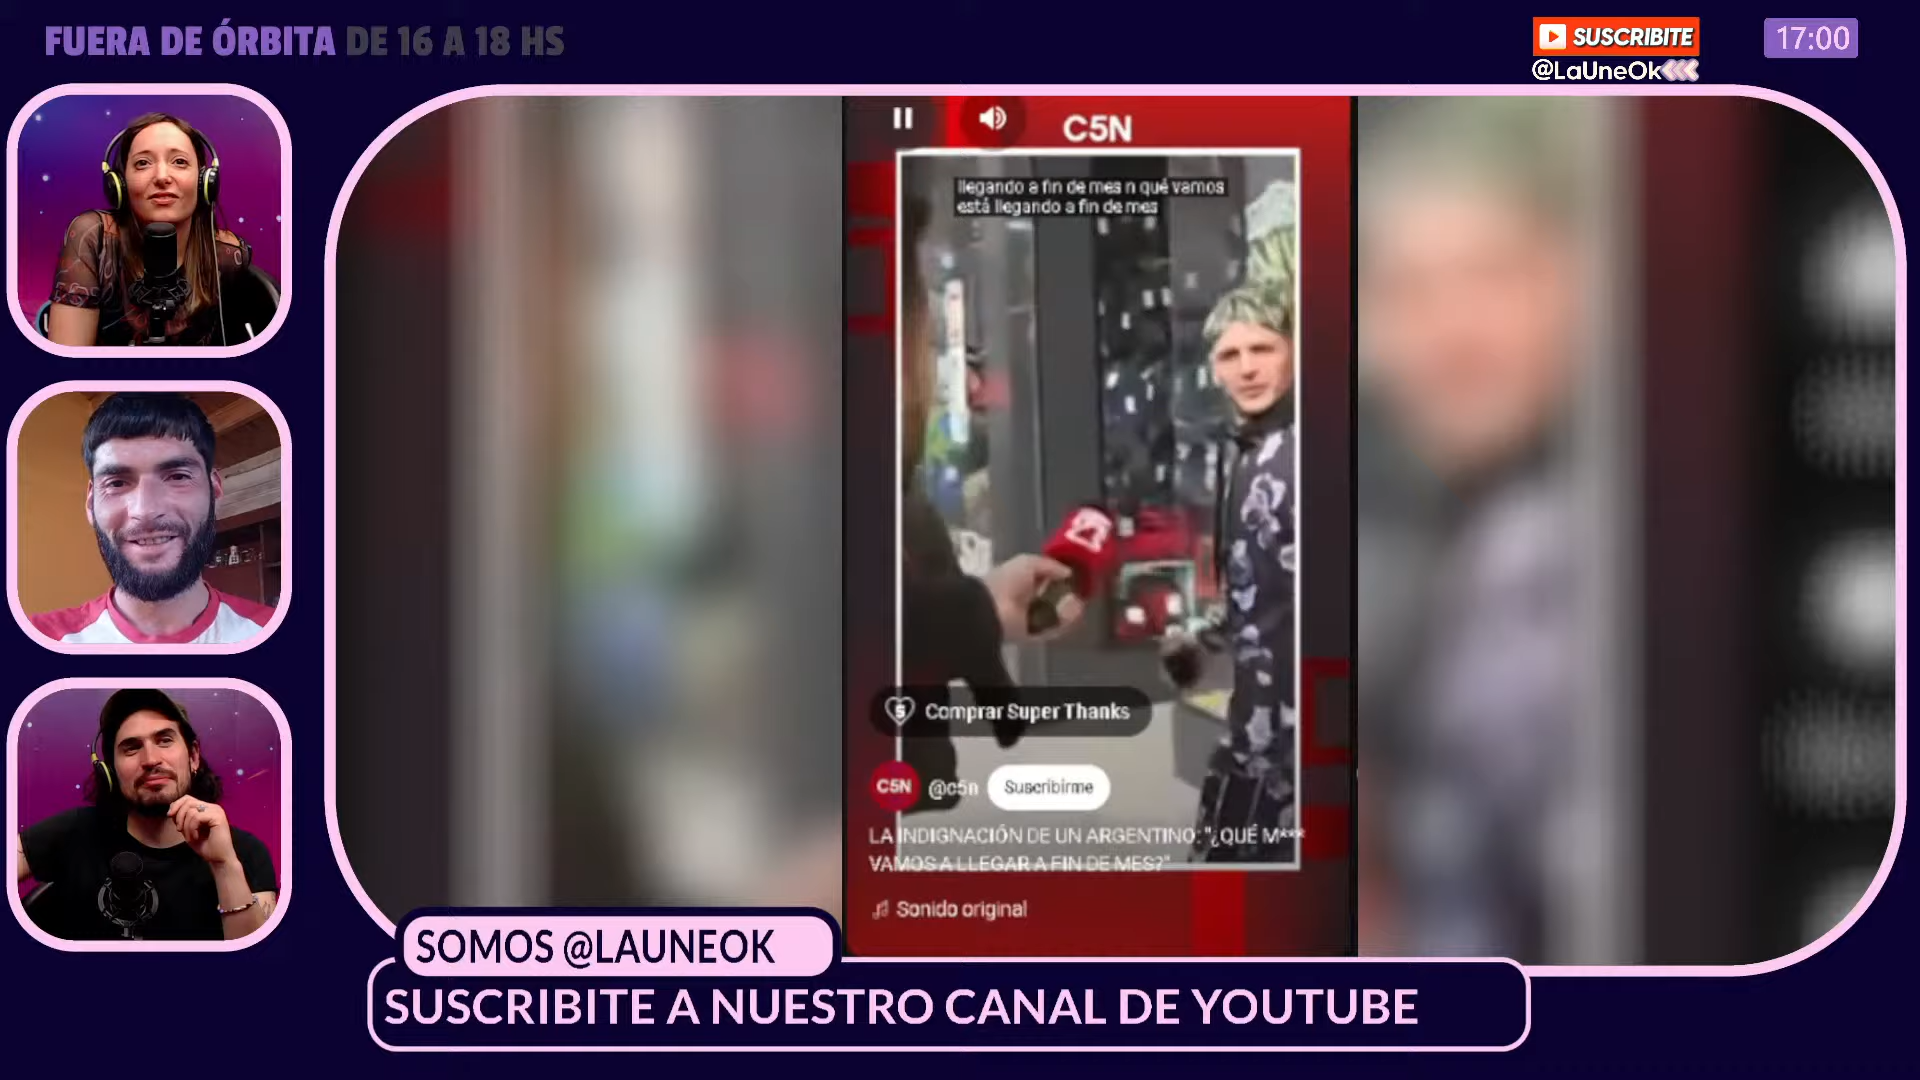 FUERA DE ÓRBITA DE 16 A 18 HS
SUSCRIBITE
@LaUneOk
17:00
C5N
llegando a fin de mes n qué vamos
está llegando a fin de mes
Comprar Super Thanks
C5N @c5n Suscribirme
LA INDIGNACIÓN DE UN ARGENTINO: "¿QUÉ M***
VAMOS A LLEGAR A FIN DE MES?"
Sonido original
SOMOS @LAUNEOK
SUSCRIBITE A NUESTRO CANAL DE YOUTUBE